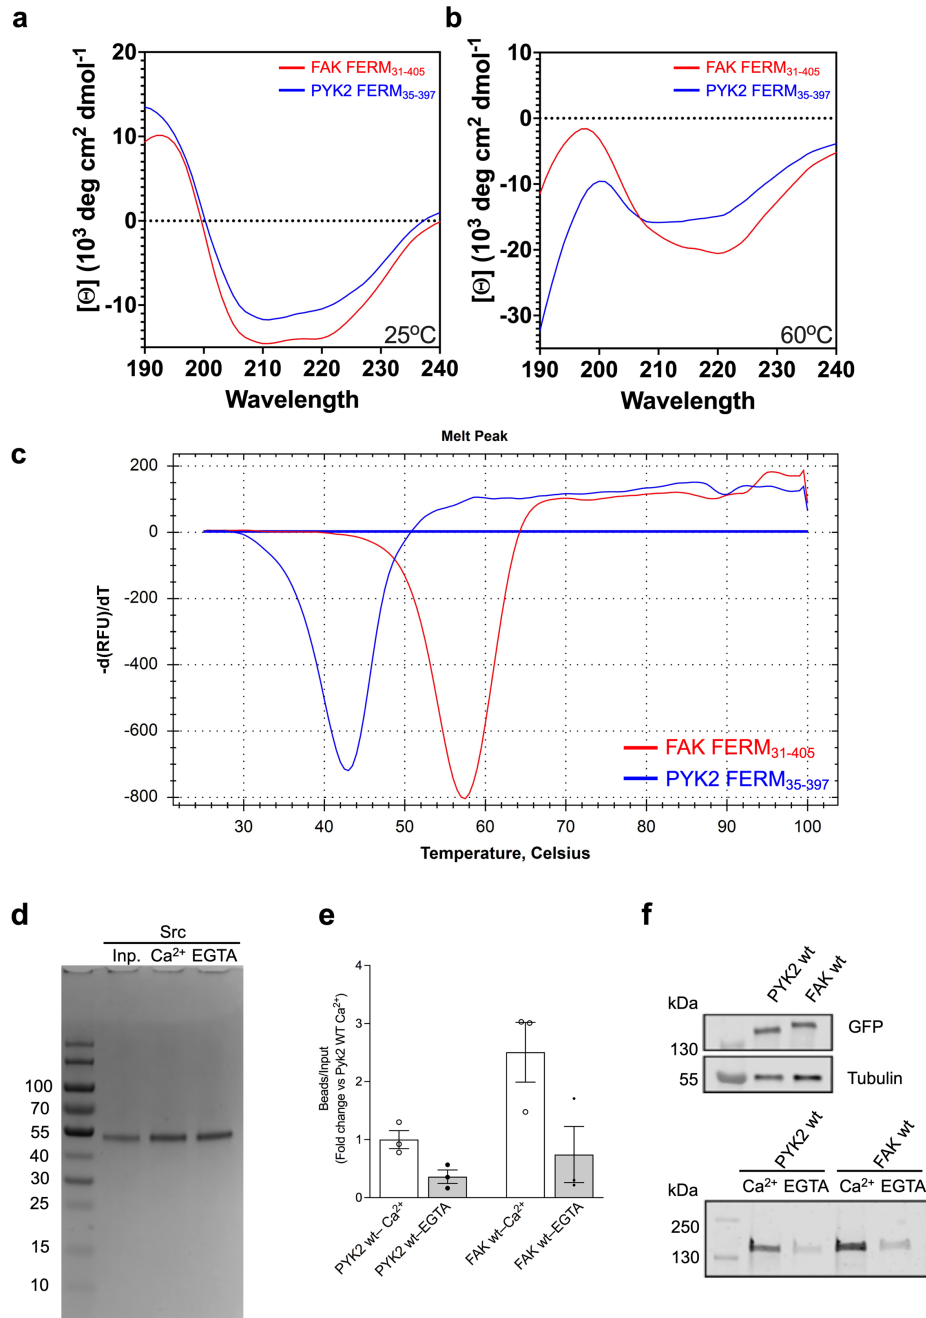 a
[Θ] (10³ deg cm² dmol⁻¹
20
10
0
-10
FAK FERM₃₁₋₄₀₅
PYK2 FERM₃₅₋₃₉₇
25ºC
190 200 210 220 230 240
Wavelength
b
[Θ] (10³ deg cm² dmol⁻¹
10
0
-10
-20
-30
FAK FERM₃₁₋₄₀₅
PYK2 FERM₃₅₋₃₉₇
60ºC
190 200 210 220 230 240
Wavelength
c
Melt Peak
-d(RFU)/dT
200
0
-200
-400
-600
-800
FAK FERM₃₁₋₄₀₅
PYK2 FERM₃₅₋₃₉₇
30 40 50 60 70 80 90 100
Temperature, Celsius
d
Src
Inp. Ca²⁺ EGTA
100
70
55
40
30
25
15
10
e
Beads/Input
(Fold change vs Pyk2 WT Ca²⁺)
4
3
2
1
0
PYK2 wt– Ca²⁺
PYK2 wt–EGTA
FAK wt–Ca²⁺
FAK wt–EGTA
f
PYK2 wt
FAK wt
kDa
130
GFP
55
Tubulin
PYK2 wt
FAK wt
Ca²⁺ EGTA Ca²⁺ EGTA
kDa
250
130